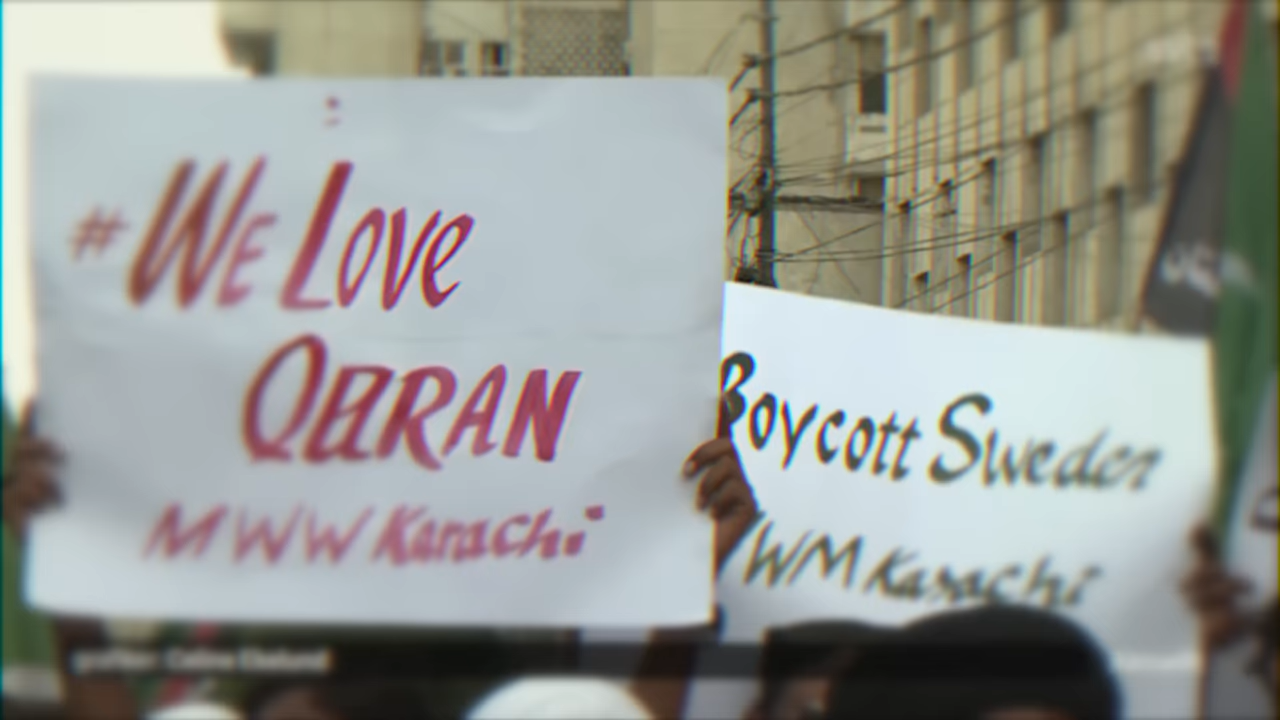 #WE LOVE
QURAN
MWW Karachi
Boycott Sweden
WM Karachi